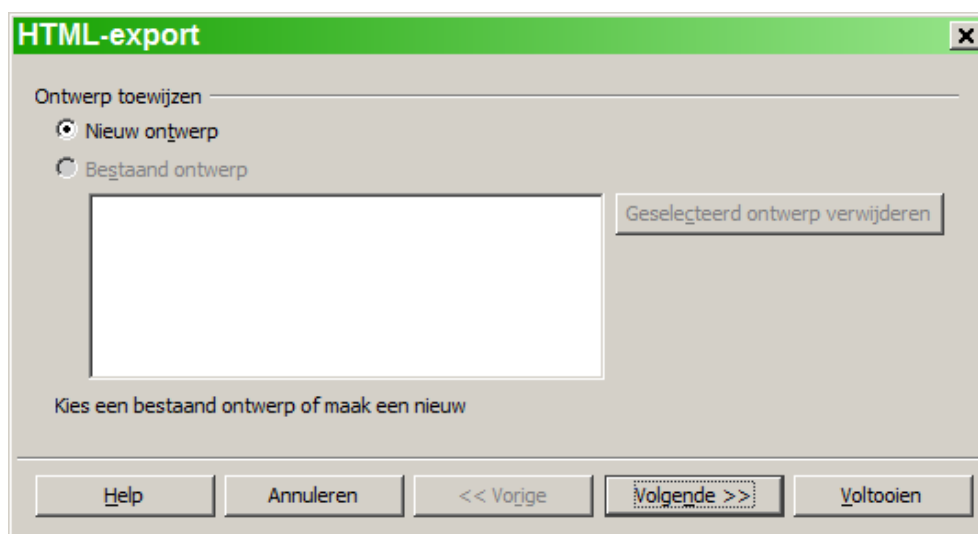 HTML-export
Ontwerp toewijzen
Nieuw ontwerp
Bestaand ontwerp
Geselecteerd ontwerp verwijderen
Kies een bestaand ontwerp of maak een nieuw
Help Annuleren << Vorige Volgende >> Voltooien